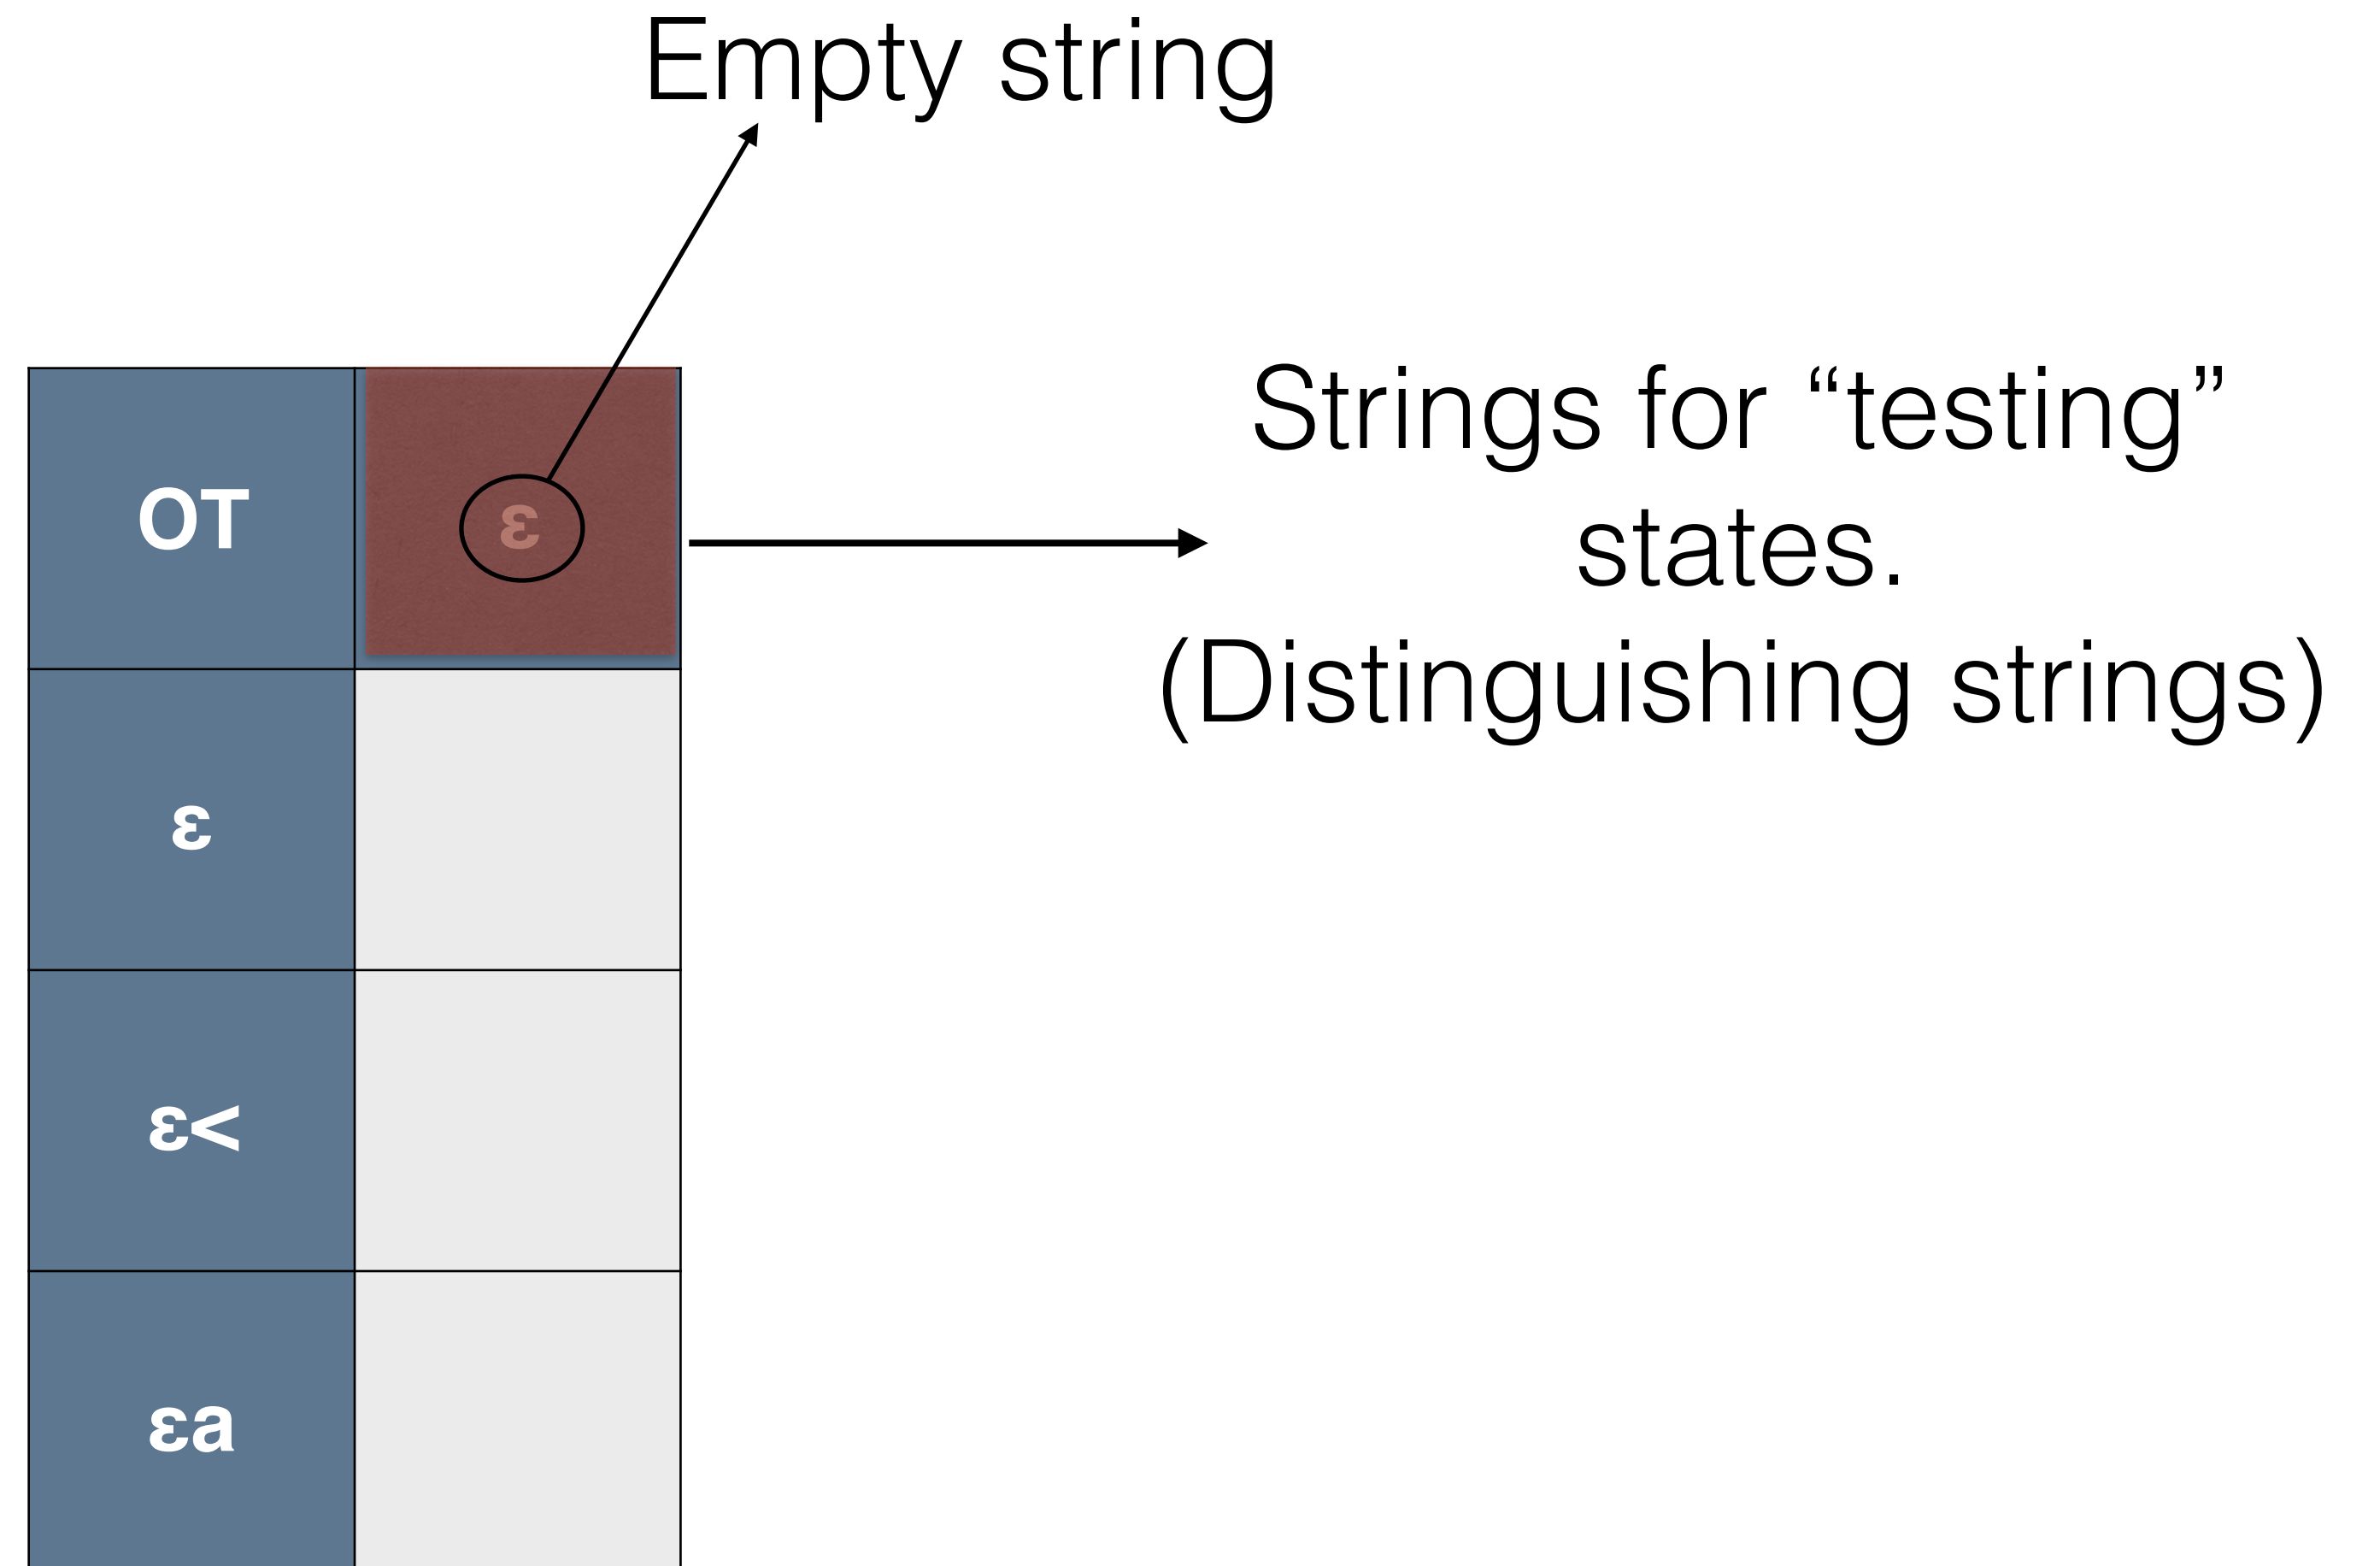 Empty string
Strings for “testing”
states.
(Distinguishing strings)
OT
ε
ε
ε<
εa